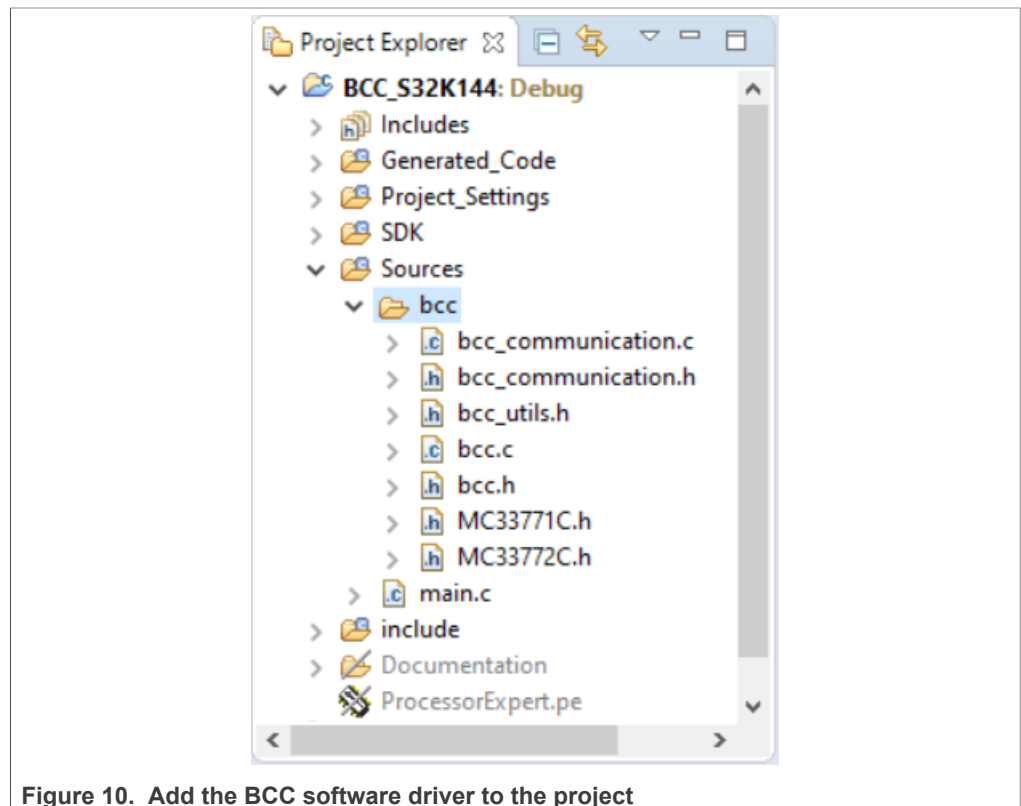 Project Explorer
BCC_S32K144: Debug
Includes
Generated_Code
Project_Settings
SDK
Sources
bcc
bcc_communication.c
bcc_communication.h
bcc_utils.h
bcc.c
bcc.h
MC33771C.h
MC33772C.h
main.c
include
Documentation
ProcessorExpert.pe
Figure 10. Add the BCC software driver to the project